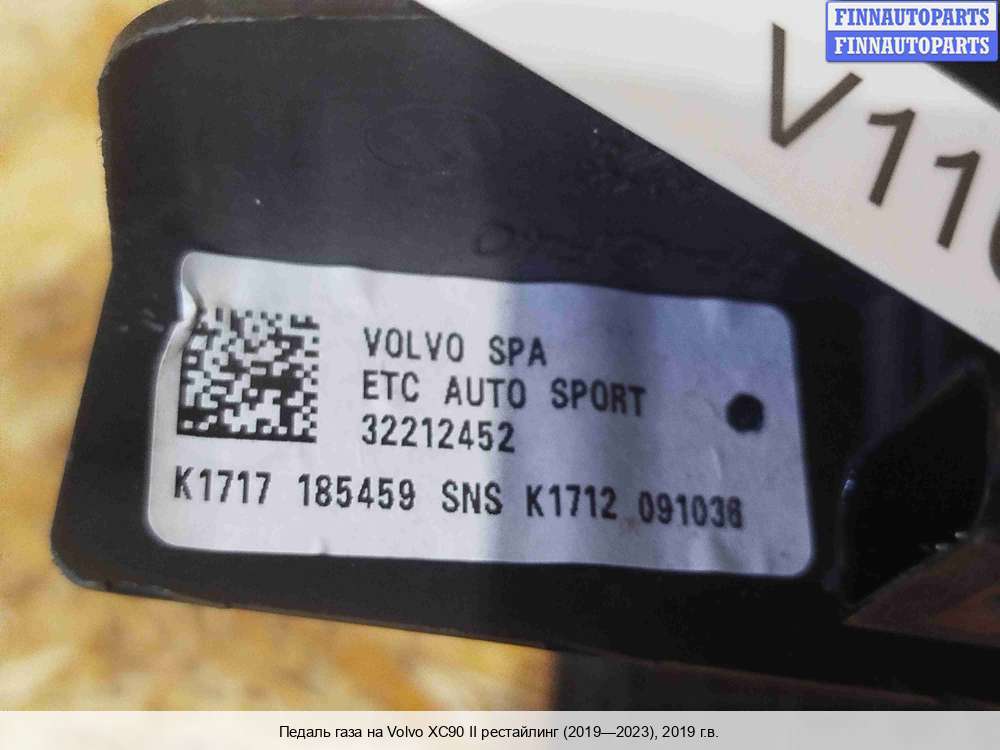 FINNAUTOPARTS
FINNAUTOPARTS
V11
VOLVO SPA
ETC AUTO SPORT
32212452
K1717 185459 SNS K1712 091038
Педаль газа на Volvo XC90 II рестайлинг (2019—2023), 2019 г.в.